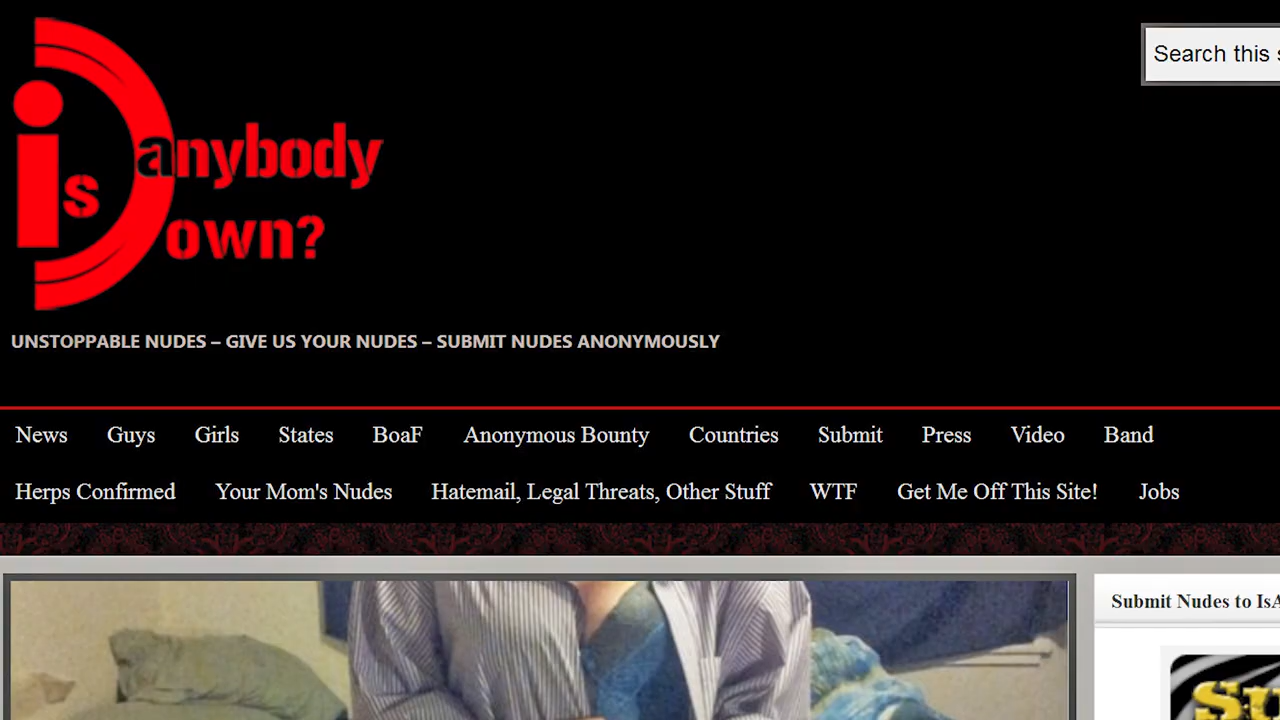 is anybody
Search this
own?
UNSTOPPABLE NUDES – GIVE US YOUR NUDES – SUBMIT NUDES ANONYMOUSLY
News Guys Girls States BoaF Anonymous Bounty Countries Submit Press Video Band
Herps Confirmed Your Mom's Nudes Hatemail, Legal Threats, Other Stuff WTF Get Me Off This Site! Jobs
Submit Nudes to